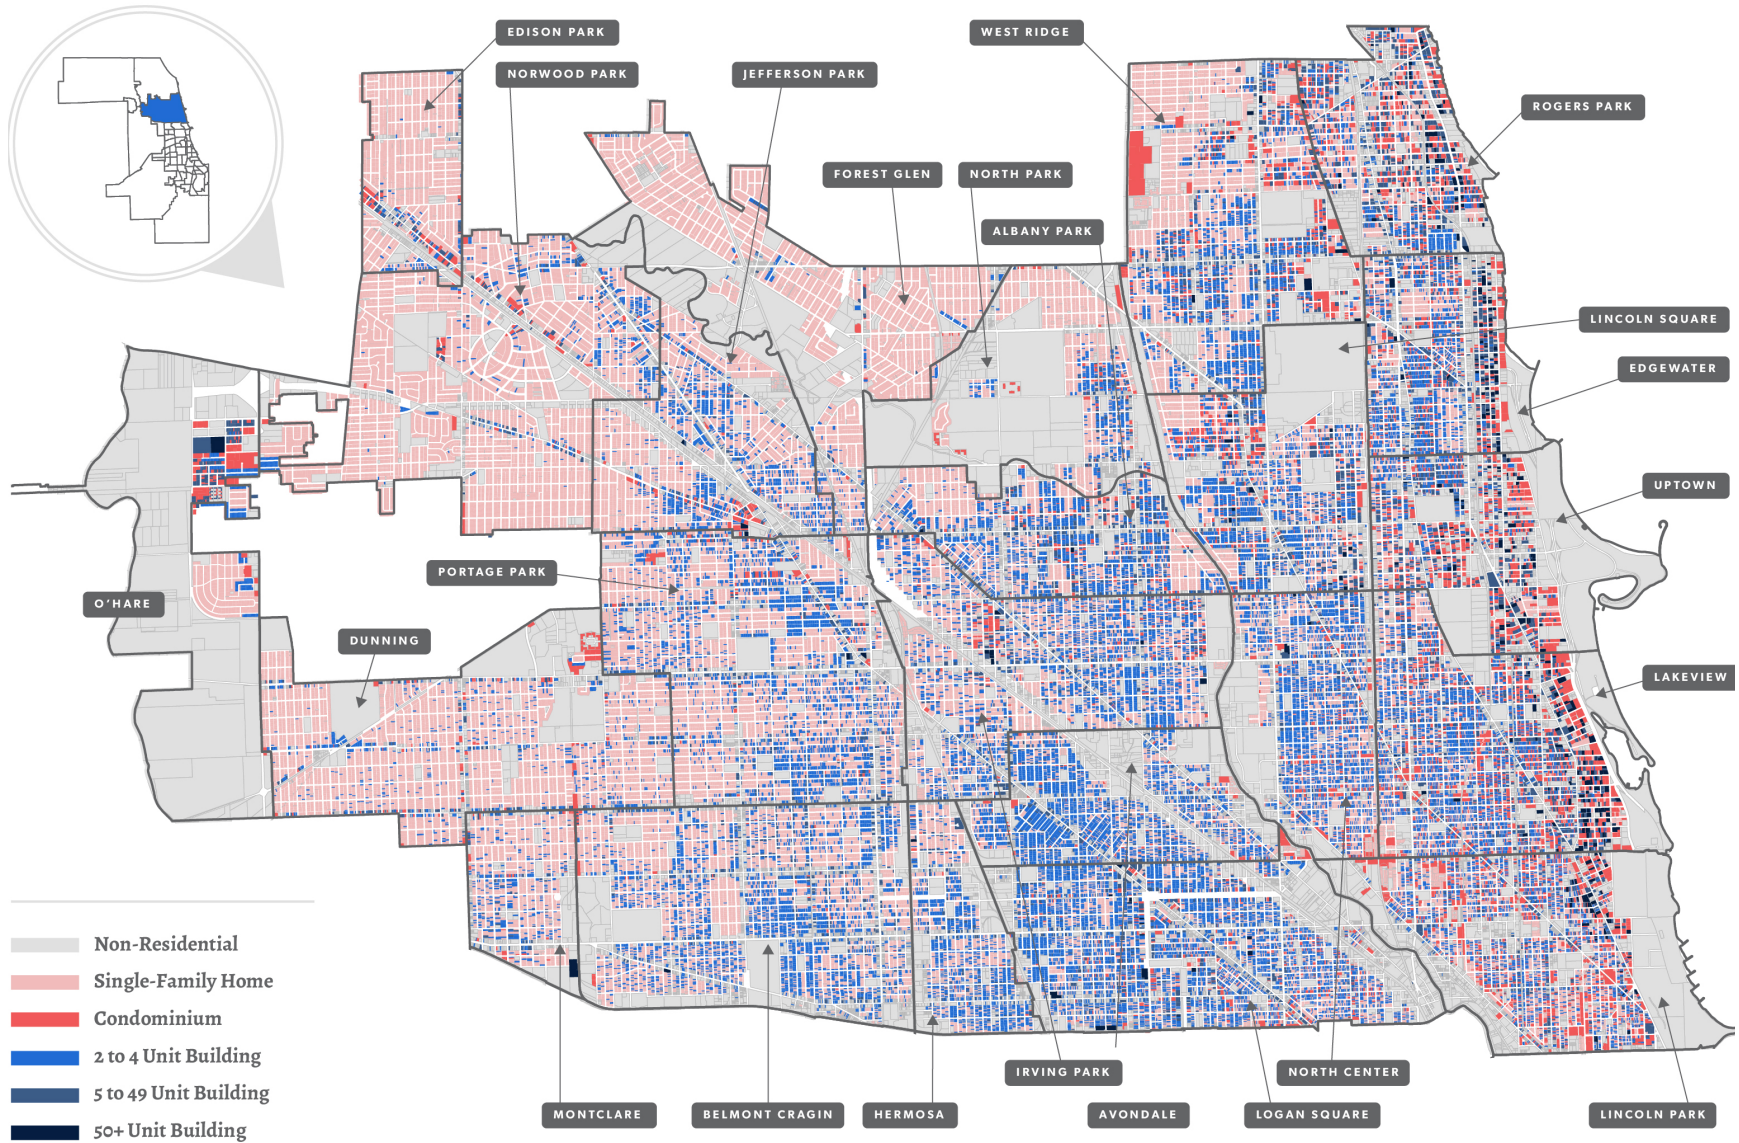 EDISON PARK
WEST RIDGE
NORWOOD PARK
JEFFERSON PARK
ROGERS PARK
FOREST GLEN
NORTH PARK
ALBANY PARK
LINCOLN SQUARE
EDGEWATER
UPTOWN
PORTAGE PARK
O'HARE
DUNNING
LAKEVIEW
Non-Residential
Single-Family Home
Condominium
2 to 4 Unit Building
5 to 49 Unit Building
50+ Unit Building
IRVING PARK
NORTH CENTER
MONTCLARE
BELMONT CRAGIN
HERMOSA
AVONDALE
LOGAN SQUARE
LINCOLN PARK